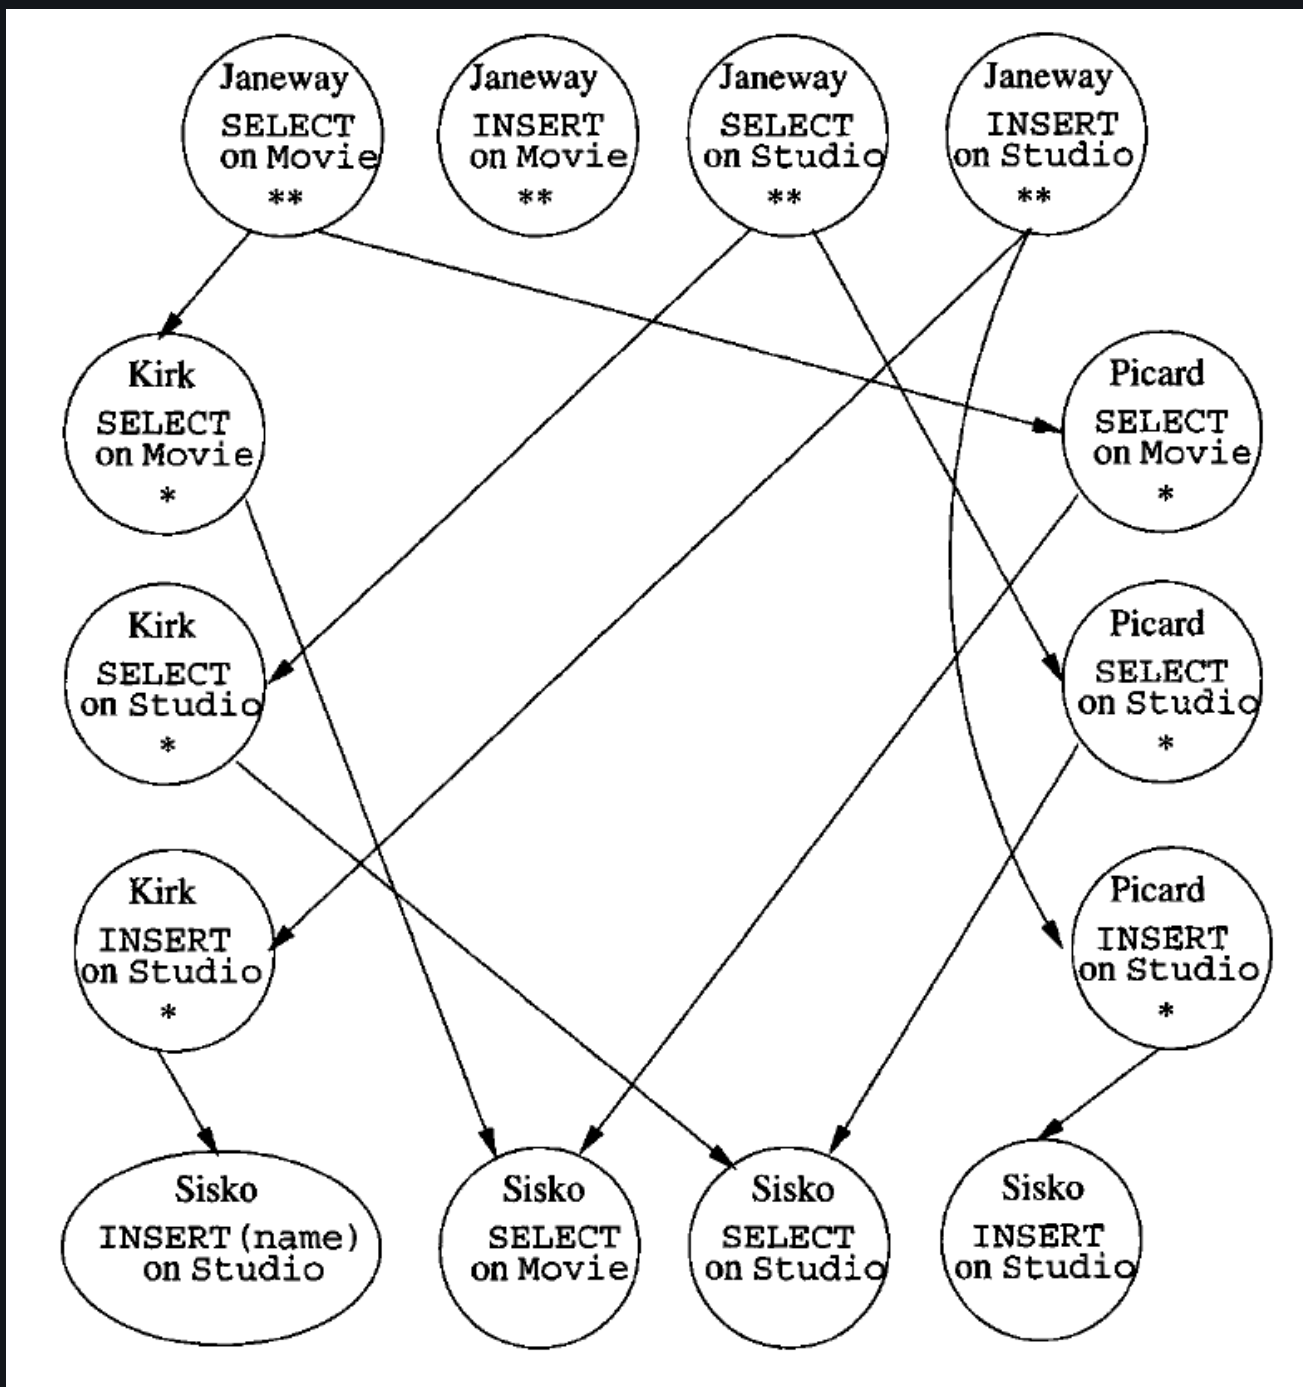 Janeway
SELECT
on Movie
**
Janeway
INSERT
on Movie
**
Janeway
SELECT
on Studio
**
Janeway
INSERT
on Studio
**
Kirk
SELECT
on Movie
*
Picard
SELECT
on Movie
*
Kirk
SELECT
on Studio
*
Picard
SELECT
on Studio
*
Kirk
INSERT
on Studio
*
Picard
INSERT
on Studio
*
Sisko
INSERT(name)
on Studio
Sisko
SELECT
on Movie
Sisko
SELECT
on Studio
Sisko
INSERT
on Studio